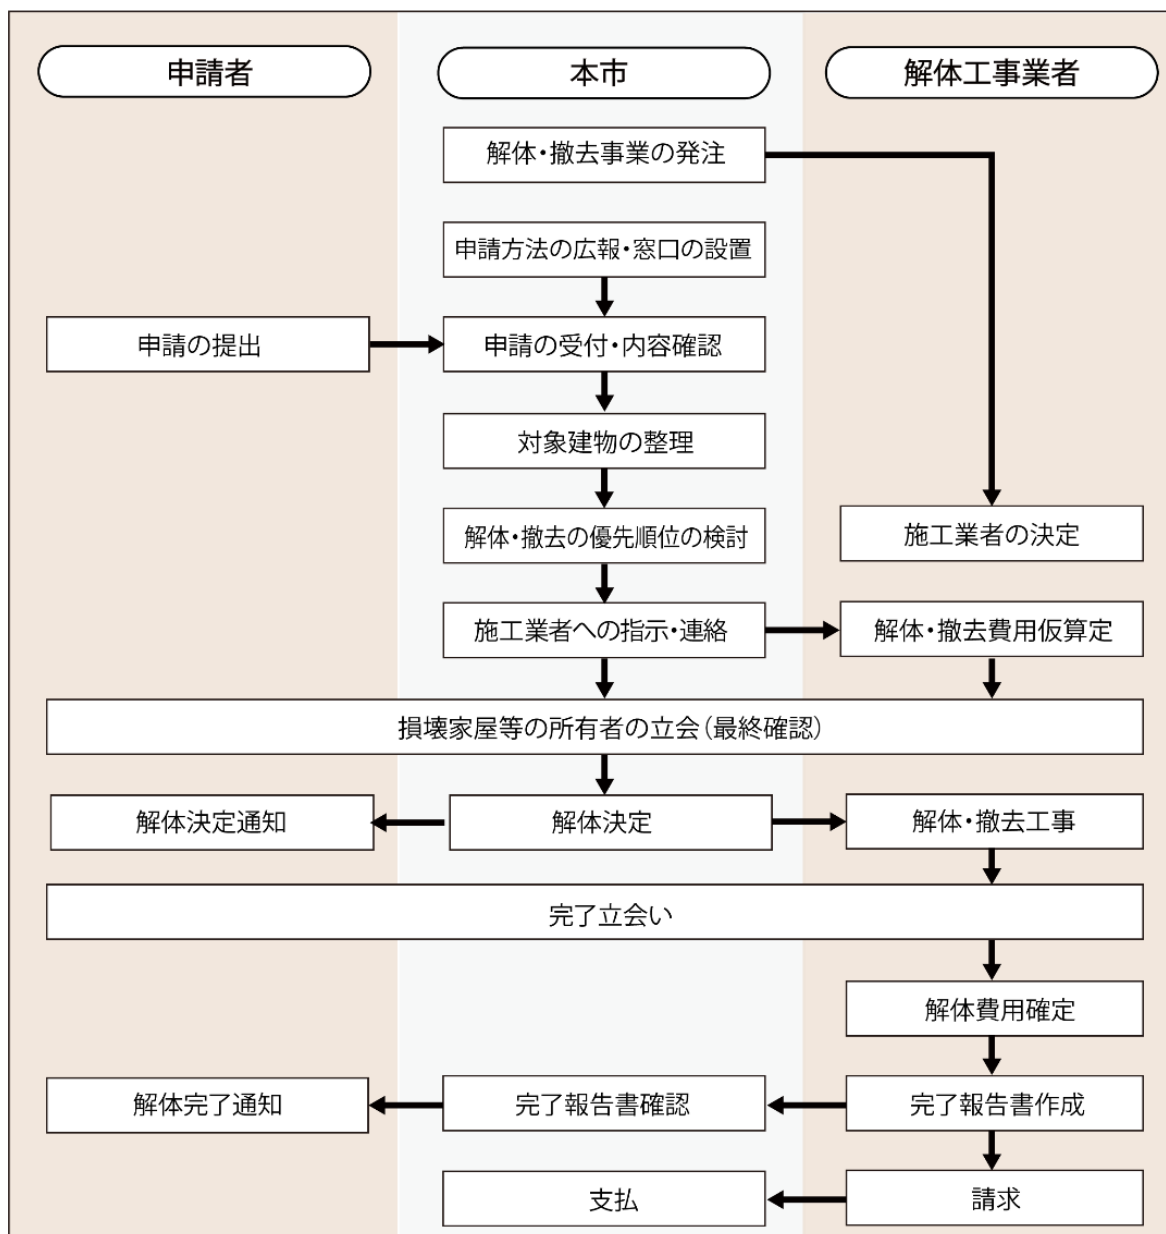 申請者
本市
解体工事業者
解体・撤去事業の発注
申請方法の広報・窓口の設置
申請の提出
申請の受付・内容確認
対象建物の整理
解体・撤去の優先順位の検討
施工業者の決定
施工業者への指示・連絡
解体・撤去費用仮算定
損壊家屋等の所有者の立会（最終確認）
解体決定通知
解体決定
解体・撤去工事
完了立会い
解体費用確定
解体完了通知
完了報告書確認
完了報告書作成
支払
請求